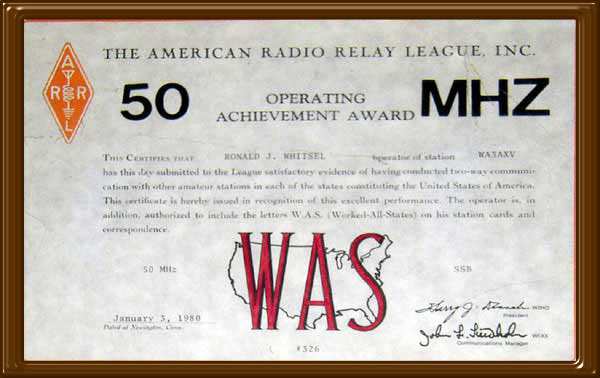 THE AMERICAN RADIO RELAY LEAGUE, INC.
A
R R
L
50 OPERATING ACHIEVEMENT AWARD MHZ
THIS CERTIFIES THAT RONALD J. WHITSEL operator of station WA3AXV
has this day submitted to the League satisfactory evidence of having conducted two-way communi-
cation with other amateur stations in each of the states constituting the United States of America.
This certificate is hereby issued in recognition of this excellent performance. The operator is, in
addition, authorized to include the letters W.A.S. (Worked-All-States) on his station cards and
correspondence.
WAS
50 MHz SSB
January 3, 1980
Dated at Newington, Conn.
President
Communications Manager
#326